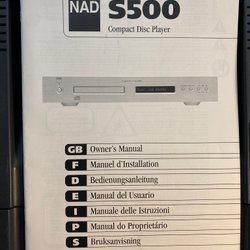 NAD S500
Compact Disc Player
GB Owner's Manual
F Manuel d'Installation
D Bedienungsanleitung
E Manual del Usuario
I Manuale delle Istruzioni
P Manual do Proprietário
S Bruksanvisning